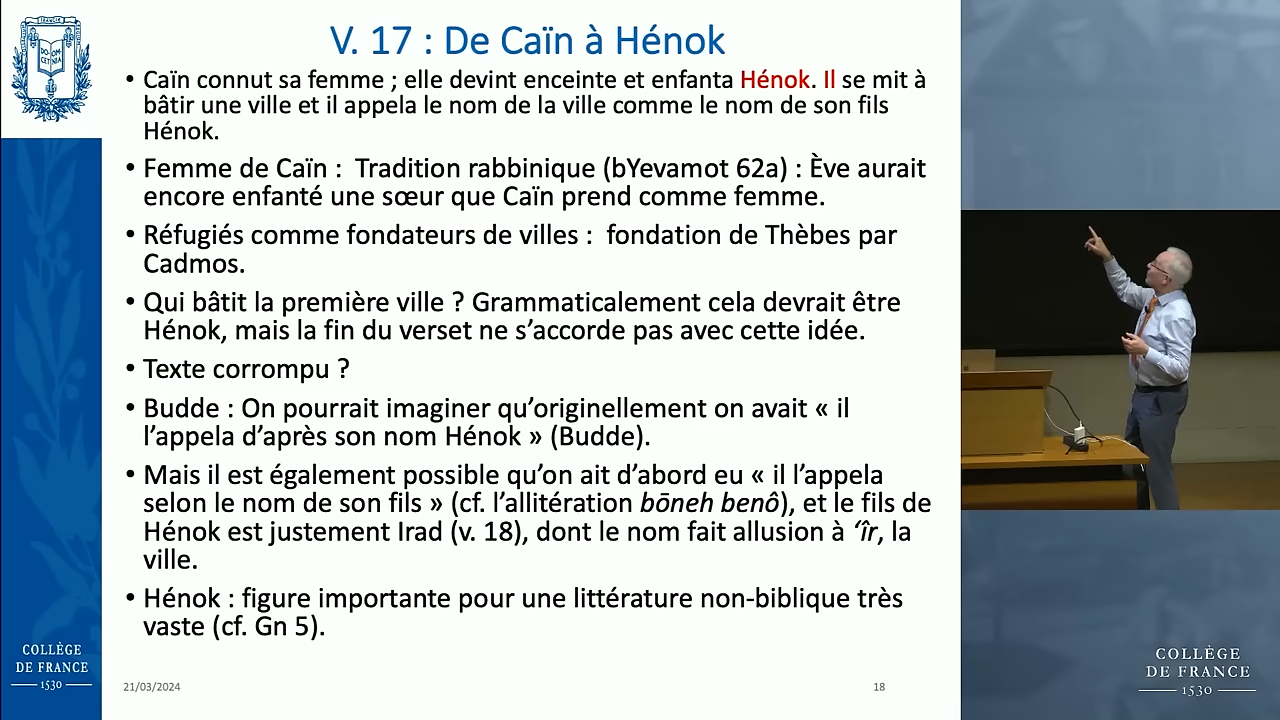 V. 17 : De Caïn à Hénok
• Caïn connut sa femme ; elle devint enceinte et enfanta Hénok. Il se mit à
bâtir une ville et il appela le nom de la ville comme le nom de son fils
Hénok.
• Femme de Caïn : Tradition rabbinique (bYevamot 62a) : Ève aurait
encore enfanté une sœur que Caïn prend comme femme.
• Réfugiés comme fondateurs de villes : fondation de Thèbes par
Cadmos.
• Qui bâtit la première ville ? Grammaticalement cela devrait être
Hénok, mais la fin du verset ne s’accorde pas avec cette idée.
• Texte corrompu ?
• Budde : On pourrait imaginer qu’originellement on avait « il
l’appela d’après son nom Hénok » (Budde).
• Mais il est également possible qu’on ait d’abord eu « il l’appela
selon le nom de son fils » (cf. l’allitération bōneh benô), et le fils de
Hénok est justement Irad (v. 18), dont le nom fait allusion à ‘îr, la
ville.
• Hénok : figure importante pour une littérature non-biblique très
vaste (cf. Gn 5).
21/03/2024
18
COLLÈGE
DE FRANCE
1530
COLLÈGE
DE FRANCE
1530